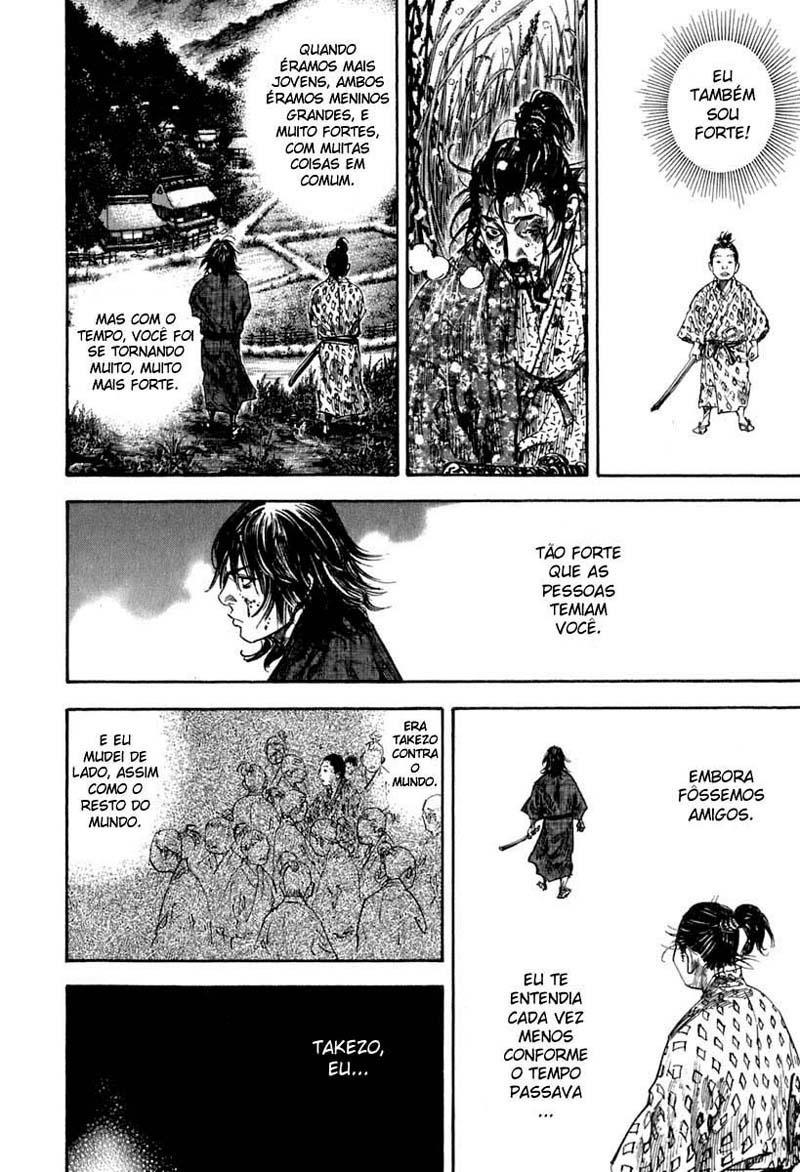 EU
TAMBÉM
SOU
FORTE!
QUANDO
ÉRAMOS MAIS
JOVENS, AMBOS
ÉRAMOS MENINOS
GRANDES, E
MUITO FORTES,
COM MUITAS
COISAS EM
COMUM.
MAS COM O
TEMPO, VOCÊ FOI
SE TORNANDO
MUITO, MUITO
MAIS FORTE.
TÃO FORTE
QUE AS
PESSOAS
TEMIAM
VOCÊ.
EMBORA
FÔSSEMOS
AMIGOS.
EU TE
ENTENDIA
CADA VEZ
MENOS
CONFORME
O TEMPO
PASSAVA
...
ERA
TAKEZO
CONTRA
O
MUNDO.
E EU
MUDEI DE
LADO, ASSIM
COMO O
RESTO DO
MUNDO.
TAKEZO,
EU...